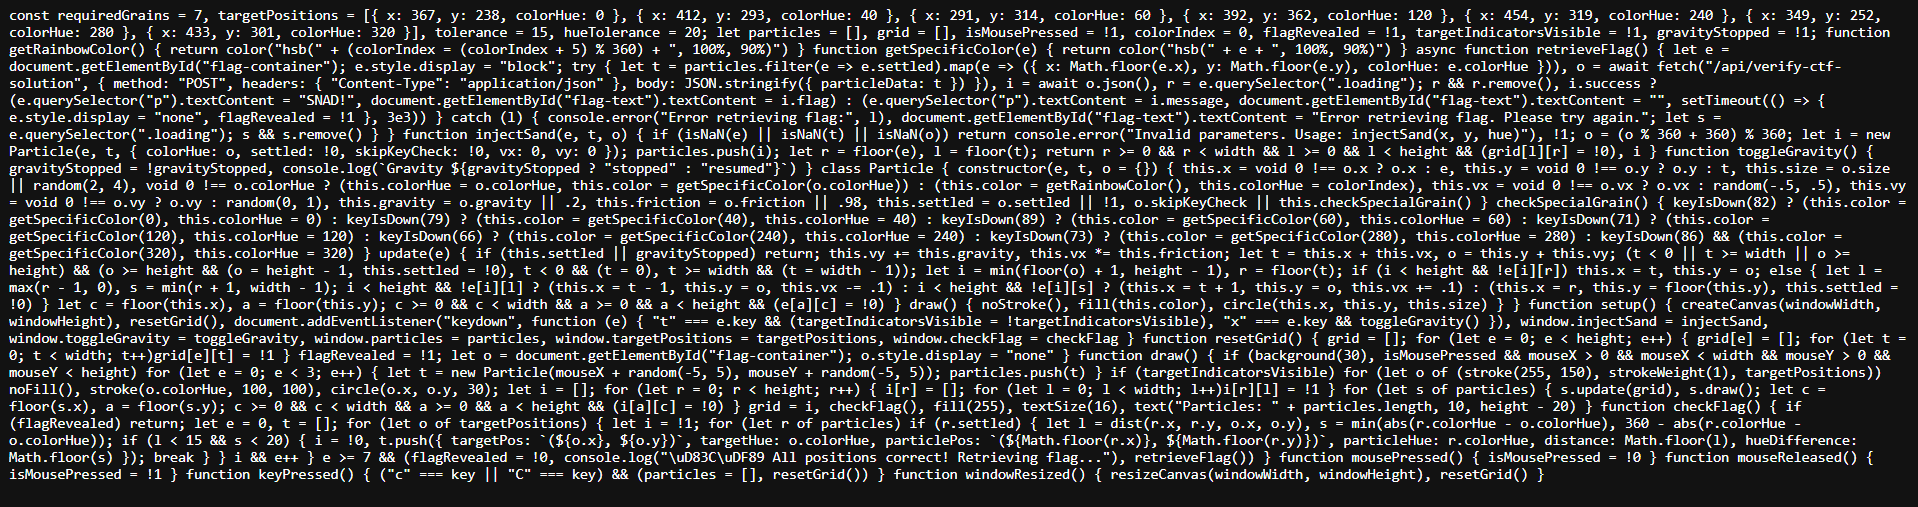 const requiredGrains = 7, targetPositions = [{ x: 367, y: 238, colorHue: 0 }, { x: 412, y: 293, colorHue: 40 }, { x: 291, y: 314, colorHue: 60 }, { x: 392, y: 362, colorHue: 120 }, { x: 454, y: 319, colorHue: 240 }, { x: 349, y: 252,
colorHue: 280 }, { x: 433, y: 301, colorHue: 320 }], tolerance = 15, hueTolerance = 20; let particles = [], grid = [], isMousePressed = !1, colorIndex = 0, flagRevealed = !1, targetIndicatorsVisible = !1, gravityStopped = !1; function
getRainbowColor() { return color("hsb(" + (colorIndex = (colorIndex + 5) % 360) + ", 100%, 90%)") } function getSpecificColor(e) { return color("hsb(" + e + ", 100%, 90%)") } async function retrieveFlag() { let e =
document.getElementById("flag-container"); e.style.display = "block"; try { let t = particles.filter(e => e.settled).map(e => ({ x: Math.floor(e.x), y: Math.floor(e.y), colorHue: e.colorHue })), o = await fetch("/api/verify-ctf-
solution", { method: "POST", headers: { "Content-Type": "application/json" }, body: JSON.stringify({ particleData: t }) }), i = await o.json(), r = e.querySelector(".loading"); r && r.remove(), i.success ?
(e.querySelector("p").textContent = "SNAD!", document.getElementById("flag-text").textContent = i.flag) : (e.querySelector("p").textContent = i.message, document.getElementById("flag-text").textContent = "", setTimeout(() => {
e.style.display = "none", flagRevealed = !1 }, 3e3)) } catch (l) { console.error("Error retrieving flag:", l), document.getElementById("flag-text").textContent = "Error retrieving flag. Please try again."; let s =
e.querySelector(".loading"); s && s.remove() } } function injectSand(e, t, o) { if (isNaN(e) || isNaN(t) || isNaN(o)) return console.error("Invalid parameters. Usage: injectSand(x, y, hue)"), !1; o = (o % 360 + 360) % 360; let i = new
Particle(e, t, { colorHue: o, settled: !0, skipKeyCheck: !0, vx: 0, vy: 0 }); particles.push(i); let r = floor(e), l = floor(t); return r >= 0 && r < width && l >= 0 && l < height && (grid[l][r] = !0), i } function toggleGravity() {
gravityStopped = !gravityStopped, console.log(`Gravity ${gravityStopped ? "stopped" : "resumed"}`) } class Particle { constructor(e, t, o = {}) { this.x = void 0 !== o.x ? o.x : e, this.y = void 0 !== o.y ? o.y : t, this.size = o.size
|| random(2, 4), void 0 !== o.colorHue ? (this.colorHue = o.colorHue, this.color = getSpecificColor(o.colorHue)) : (this.color = getRainbowColor(), this.colorHue = colorIndex), this.vx = void 0 !== o.vx ? o.vx : random(-.5, .5), this.vy
= void 0 !== o.vy ? o.vy : random(0, 1), this.gravity = o.gravity || .2, this.friction = o.friction || .98, this.settled = o.settled || !1, o.skipKeyCheck || this.checkSpecialGrain() } checkSpecialGrain() { keyIsDown(82) ? (this.color =
getSpecificColor(0), this.colorHue = 0) : keyIsDown(79) ? (this.color = getSpecificColor(40), this.colorHue = 40) : keyIsDown(89) ? (this.color = getSpecificColor(60), this.colorHue = 60) : keyIsDown(71) ? (this.color =
getSpecificColor(120), this.colorHue = 120) : keyIsDown(66) ? (this.color = getSpecificColor(240), this.colorHue = 240) : keyIsDown(73) ? (this.color = getSpecificColor(280), this.colorHue = 280) : keyIsDown(86) && (this.color =
getSpecificColor(320), this.colorHue = 320) } update(e) { if (this.settled || gravityStopped) return; this.vy += this.gravity, this.vx *= this.friction; let t = this.x + this.vx, o = this.y + this.vy; (t < 0 || t >= width || o >=
height) && (o >= height && (o = height - 1, this.settled = !0), t < 0 && (t = 0), t >= width && (t = width - 1)); let i = min(floor(o) + 1, height - 1), r = floor(t); if (i < height && !e[i][r]) this.x = t, this.y = o; else { let l =
max(r - 1, 0), s = min(r + 1, width - 1); i < height && !e[i][l] ? (this.x = t - 1, this.y = o, this.vx -= .1) : i < height && !e[i][s] ? (this.x = t + 1, this.y = o, this.vx += .1) : (this.x = r, this.y = floor(this.y), this.settled =
!0) } let c = floor(this.x), a = floor(this.y); c >= 0 && c < width && a >= 0 && a < height && (e[a][c] = !0) } draw() { noStroke(), fill(this.color), circle(this.x, this.y, this.size) } } function setup() { createCanvas(windowWidth,
windowHeight), resetGrid(), document.addEventListener("keydown", function (e) { "t" === e.key && (targetIndicatorsVisible = !targetIndicatorsVisible), "x" === e.key && toggleGravity() }), window.injectSand = injectSand,
window.toggleGravity = toggleGravity, window.particles = particles, window.targetPositions = targetPositions, window.checkFlag = checkFlag } function resetGrid() { grid = []; for (let e = 0; e < height; e++) { grid[e] = []; for (let t =
0; t < width; t++)grid[e][t] = !1 } flagRevealed = !1; let o = document.getElementById("flag-container"); o.style.display = "none" } function draw() { if (background(30), isMousePressed && mouseX > 0 && mouseX < width && mouseY > 0 &&
mouseY < height) for (let e = 0; e < 3; e++) { let t = new Particle(mouseX + random(-5, 5), mouseY + random(-5, 5)); particles.push(t) } if (targetIndicatorsVisible) for (let o of (stroke(255, 150), strokeWeight(1), targetPositions))
noFill(), stroke(o.colorHue, 100, 100), circle(o.x, o.y, 30); let i = []; for (let r = 0; r < height; r++) { i[r] = []; for (let l = 0; l < width; l++)i[r][l] = !1 } for (let s of particles) { s.update(grid), s.draw(); let c =
floor(s.x), a = floor(s.y); c >= 0 && c < width && a >= 0 && a < height && (i[a][c] = !0) } grid = i, checkFlag(), fill(255), textSize(16), text("Particles: " + particles.length, 10, height - 20) } function checkFlag() { if
(flagRevealed) return; let e = 0, t = []; for (let o of targetPositions) { let i = !1; for (let r of particles) if (r.settled) { let l = dist(r.x, r.y, o.x, o.y), s = min(abs(r.colorHue - o.colorHue), 360 - abs(r.colorHue -
o.colorHue)); if (l < 15 && s < 20) { i = !0, t.push({ targetPos: `(${o.x}, ${o.y})`, targetHue: o.colorHue, particlePos: `(${Math.floor(r.x)}, ${Math.floor(r.y)})`, particleHue: r.colorHue, distance: Math.floor(l), hueDifference:
Math.floor(s) }); break } } i && e++ } e >= 7 && (flagRevealed = !0, console.log("\uD83C\uDF89 All positions correct! Retrieving flag..."), retrieveFlag()) } function mousePressed() { isMousePressed = !0 } function mouseReleased() {
isMousePressed = !1 } function keyPressed() { ("c" === key || "C" === key) && (particles = [], resetGrid()) } function windowResized() { resizeCanvas(windowWidth, windowHeight), resetGrid() }